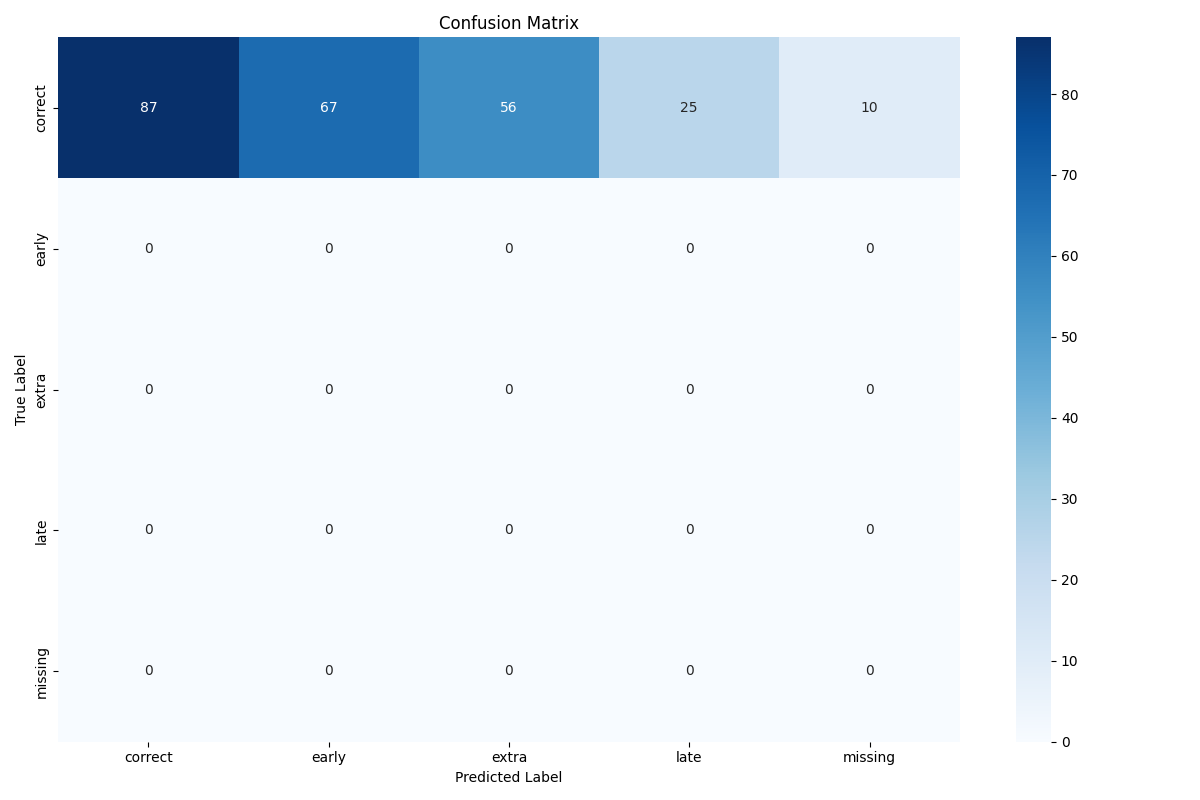 Confusion Matrix
correct 87 67 56 25 10
early 0 0 0 0 0
extra 0 0 0 0 0
late 0 0 0 0 0
missing 0 0 0 0 0
True Label
correct early extra late missing
Predicted Label
80
70
60
50
40
30
20
10
0